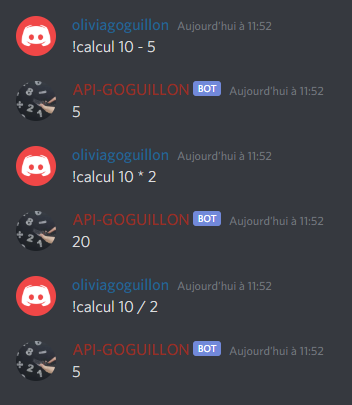 oliviagoguillon Aujourd'hui à 11:52
!calcul 10 - 5
API-GOGUILLON BOT Aujourd'hui à 11:52
5
oliviagoguillon Aujourd'hui à 11:52
!calcul 10 * 2
API-GOGUILLON BOT Aujourd'hui à 11:52
20
oliviagoguillon Aujourd'hui à 11:52
!calcul 10 / 2
API-GOGUILLON BOT Aujourd'hui à 11:52
5